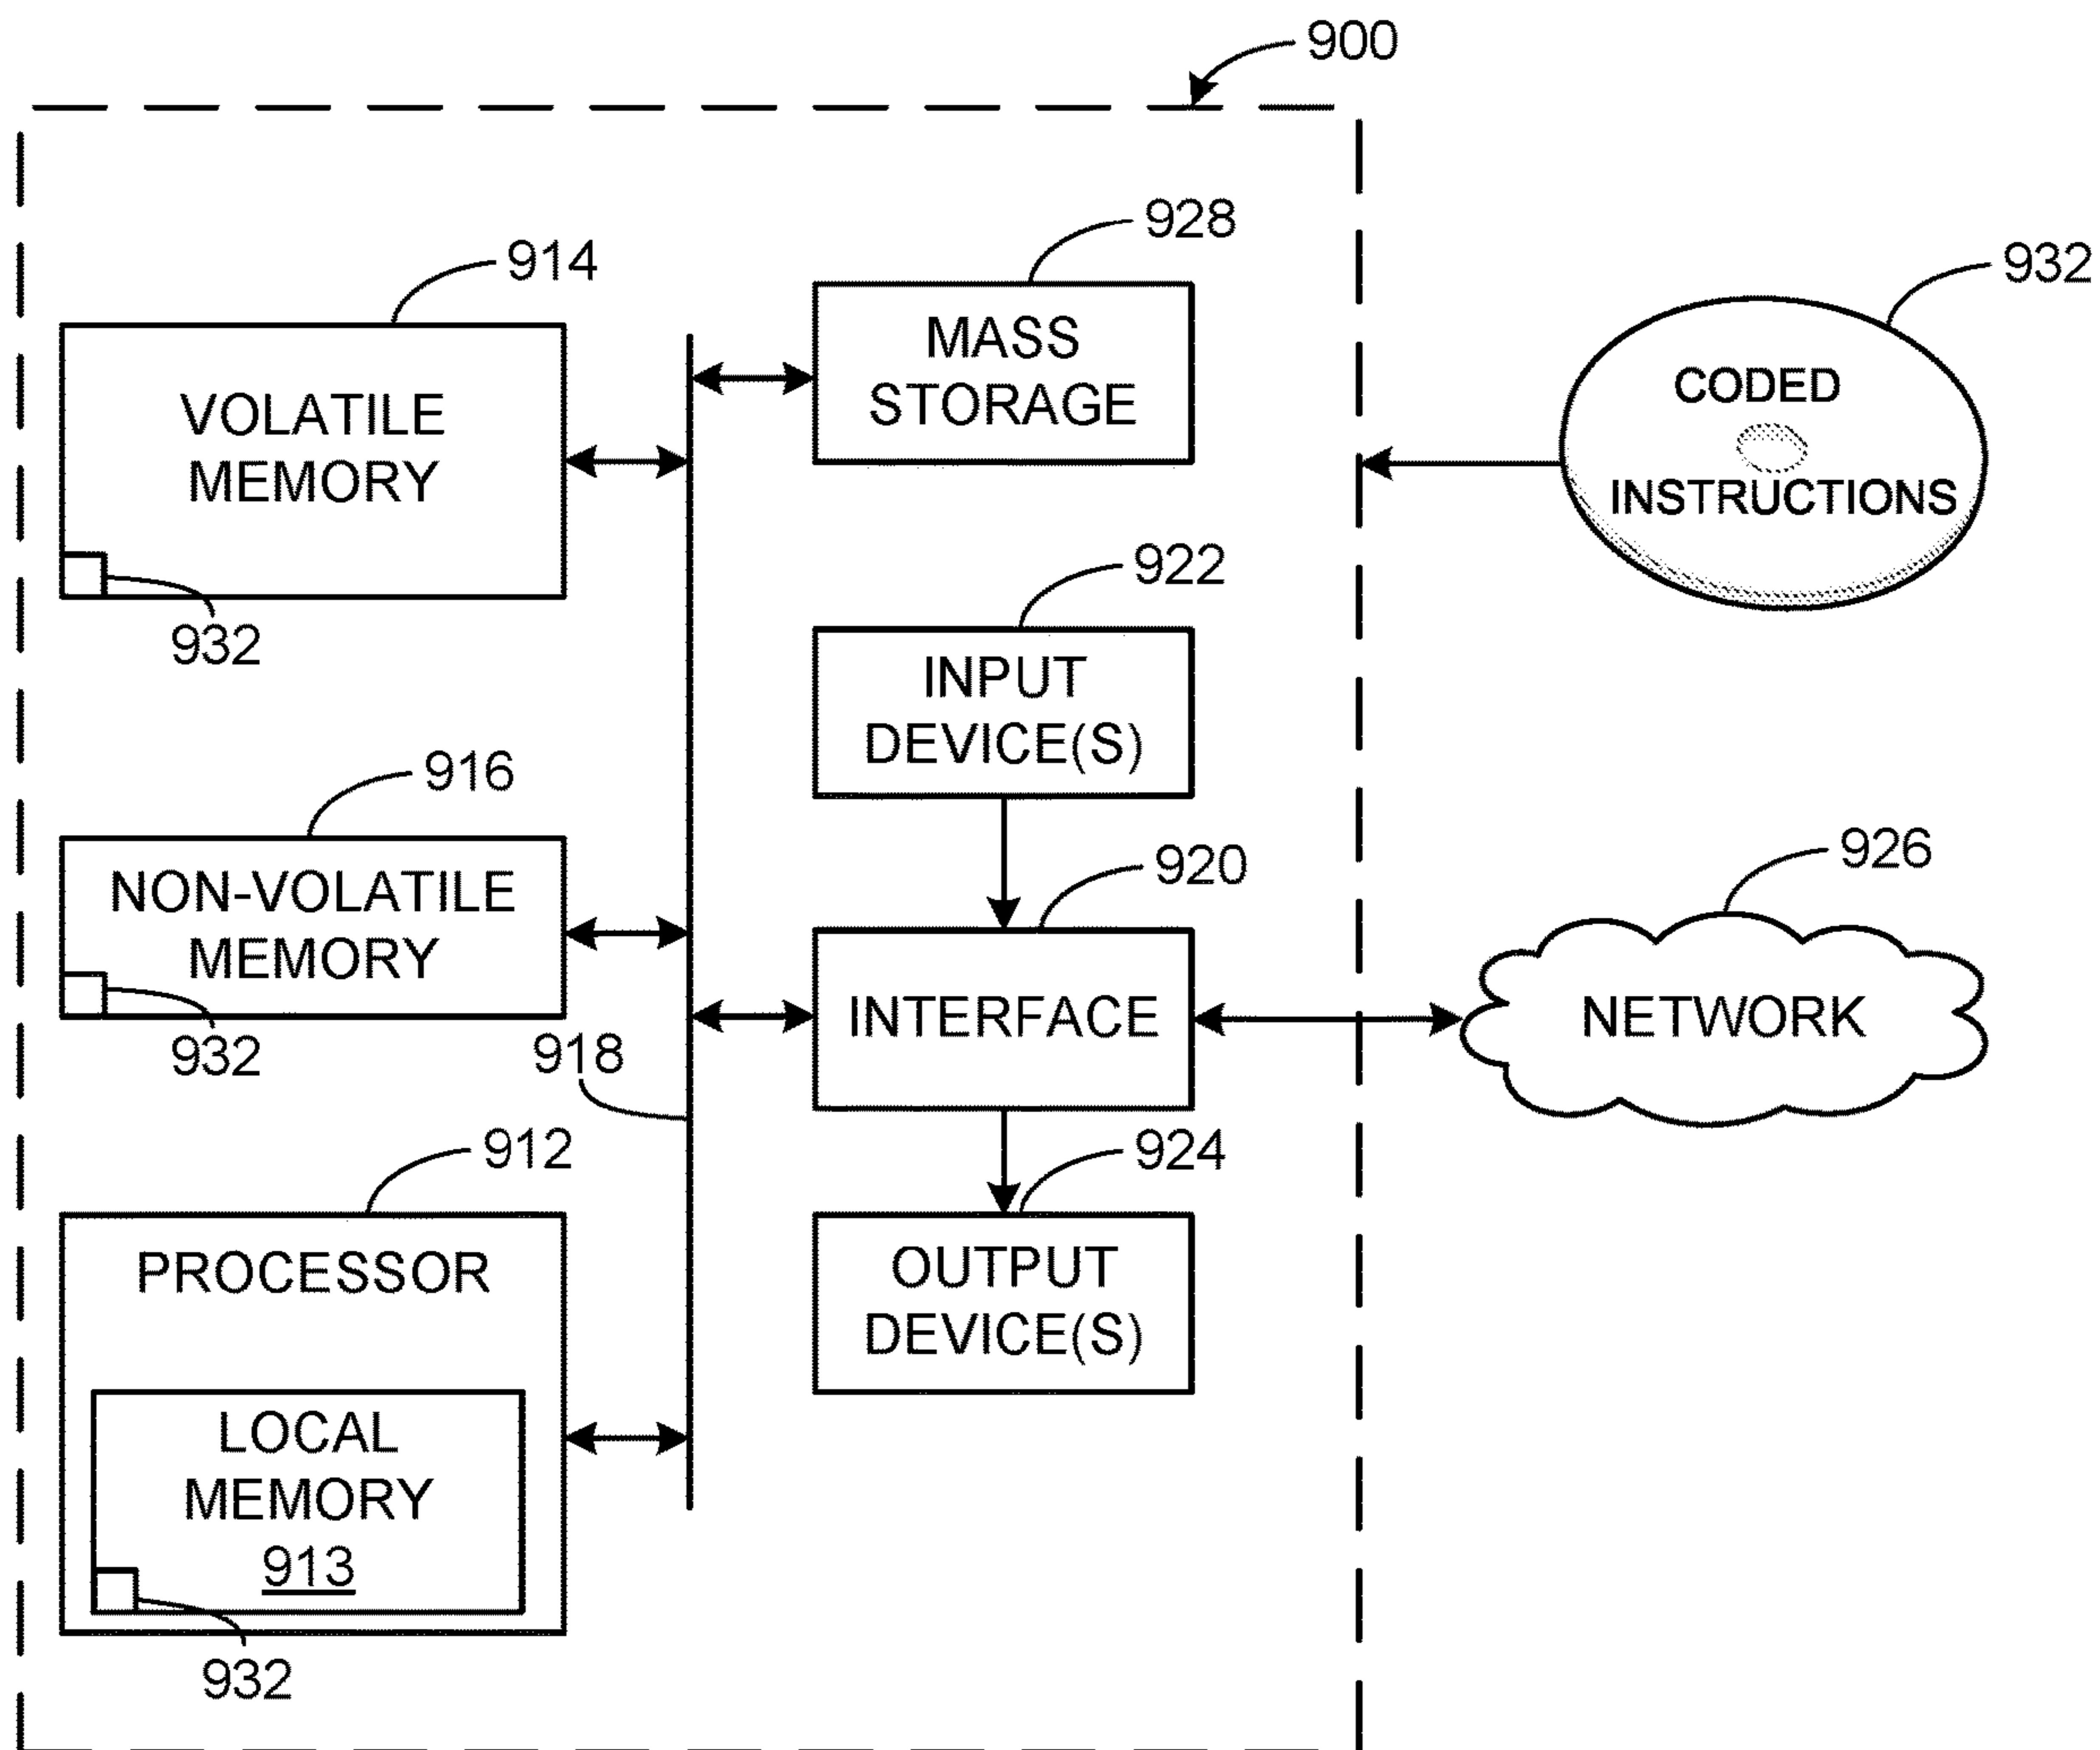 900
928
914
932
MASS
STORAGE
VOLATILE
MEMORY
CODED
INSTRUCTIONS
932
922
INPUT
DEVICE(S)
916
920
926
NON-VOLATILE
MEMORY
INTERFACE
NETWORK
932
918
912
924
PROCESSOR
OUTPUT
DEVICE(S)
LOCAL
MEMORY
913
932